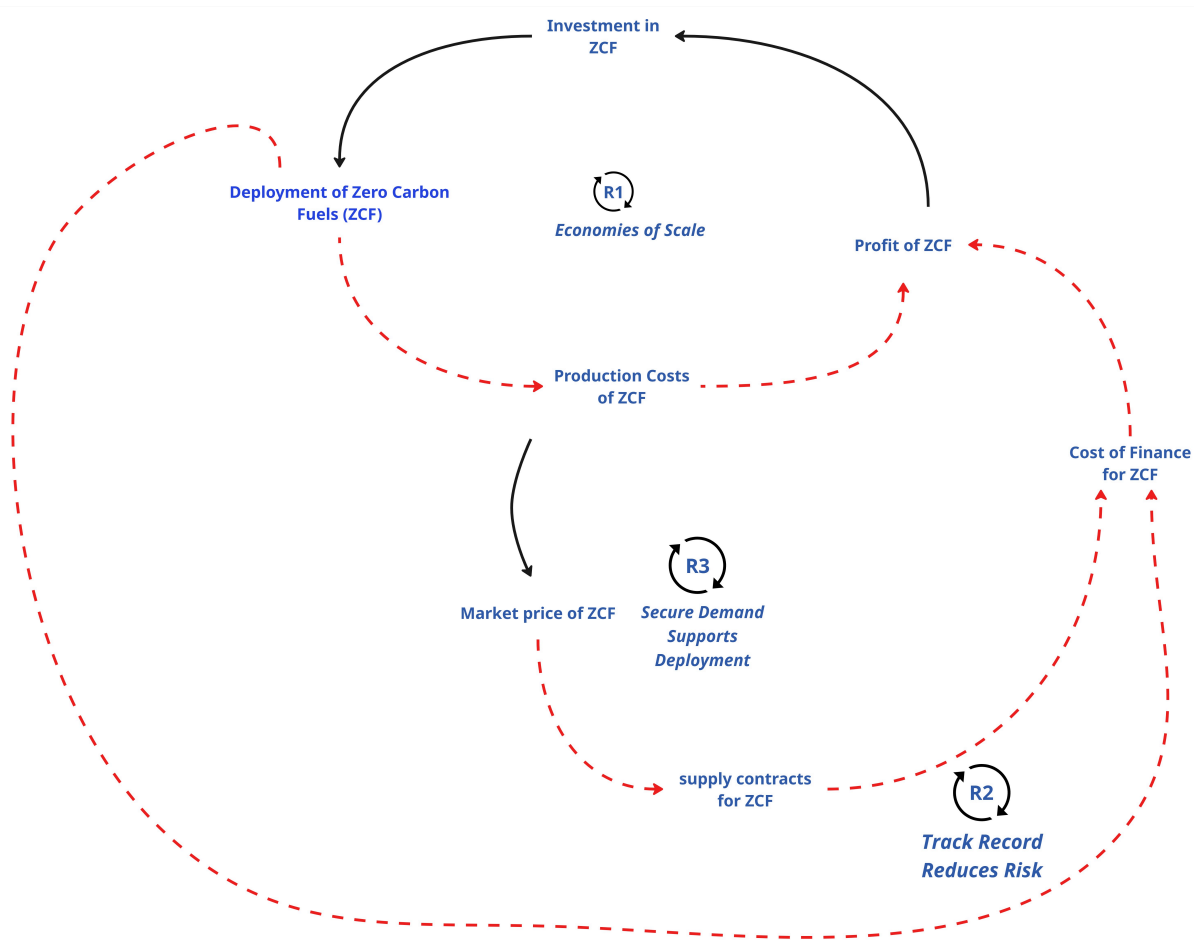 Investment in
ZCF
Deployment of Zero Carbon
Fuels (ZCF)
R1
Economies of Scale
Profit of ZCF
Production Costs
of ZCF
Cost of Finance
for ZCF
R3
Market price of ZCF
Secure Demand
Supports
Deployment
supply contracts
for ZCF
R2
Track Record
Reduces Risk